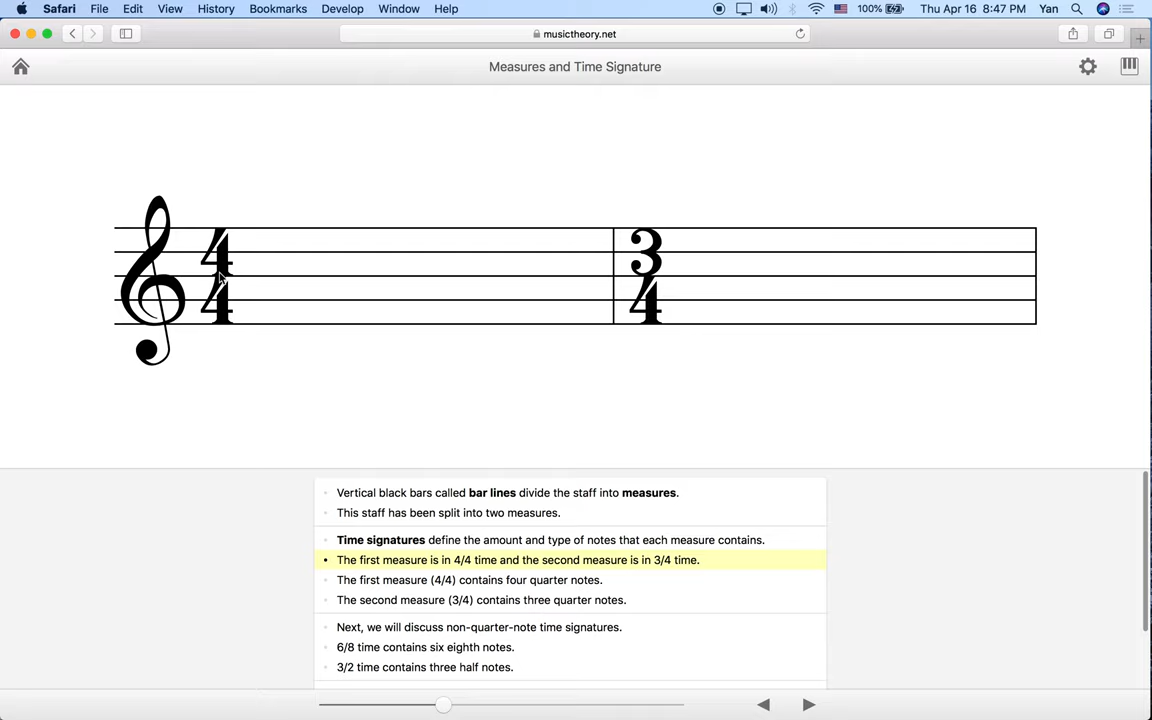 Safari File Edit View History Bookmarks Develop Window Help 100% Thu Apr 16 8:47 PM Yan
musictheory.net
Measures and Time Signature
4 3
4 4
• Vertical black bars called bar lines divide the staff into measures.
• This staff has been split into two measures.
• Time signatures define the amount and type of notes that each measure contains.
• The first measure is in 4/4 time and the second measure is in 3/4 time.
• The first measure (4/4) contains four quarter notes.
• The second measure (3/4) contains three quarter notes.
• Next, we will discuss non-quarter-note time signatures.
• 6/8 time contains six eighth notes.
• 3/2 time contains three half notes.